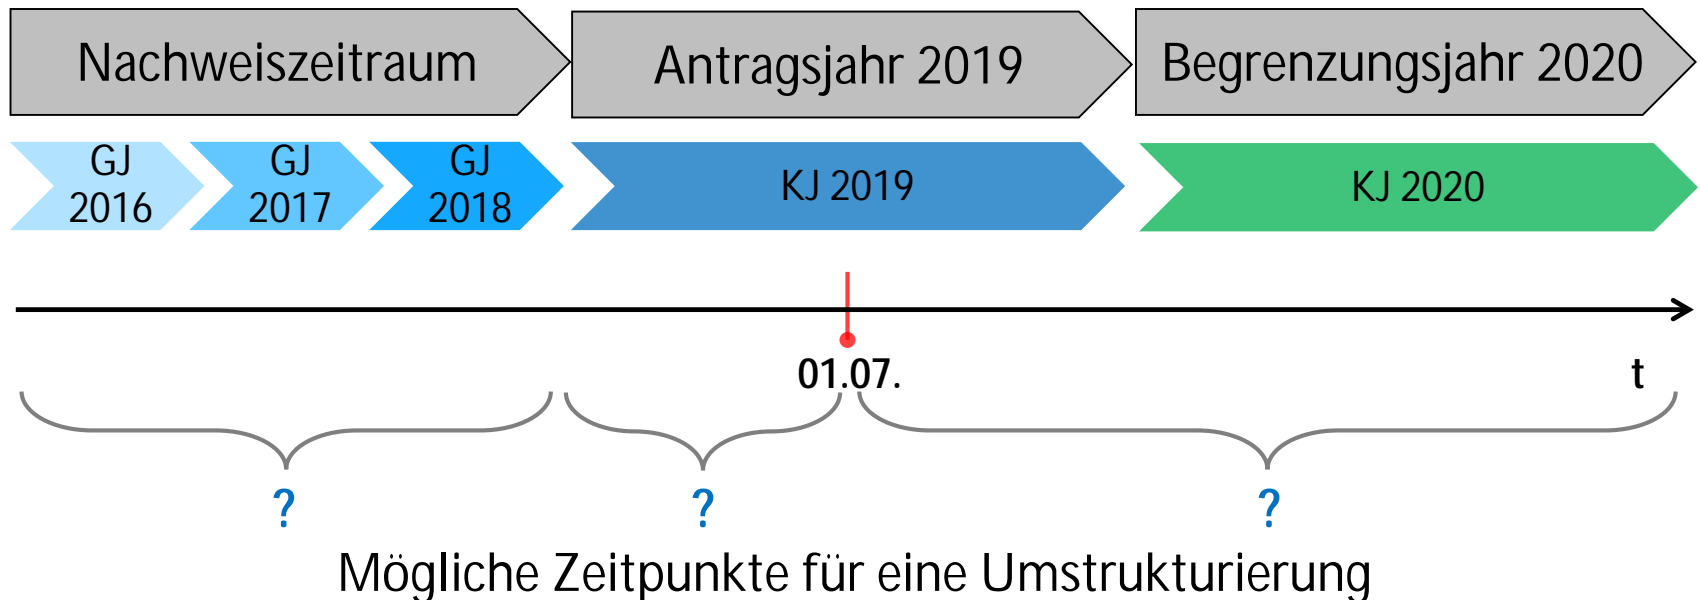 Nachweiszeitraum
Antragsjahr 2019
Begrenzungsjahr 2020
GJ
2016
GJ
2017
GJ
2018
KJ 2019
KJ 2020
01.07.
t
?
?
?
Mögliche Zeitpunkte für eine Umstrukturierung